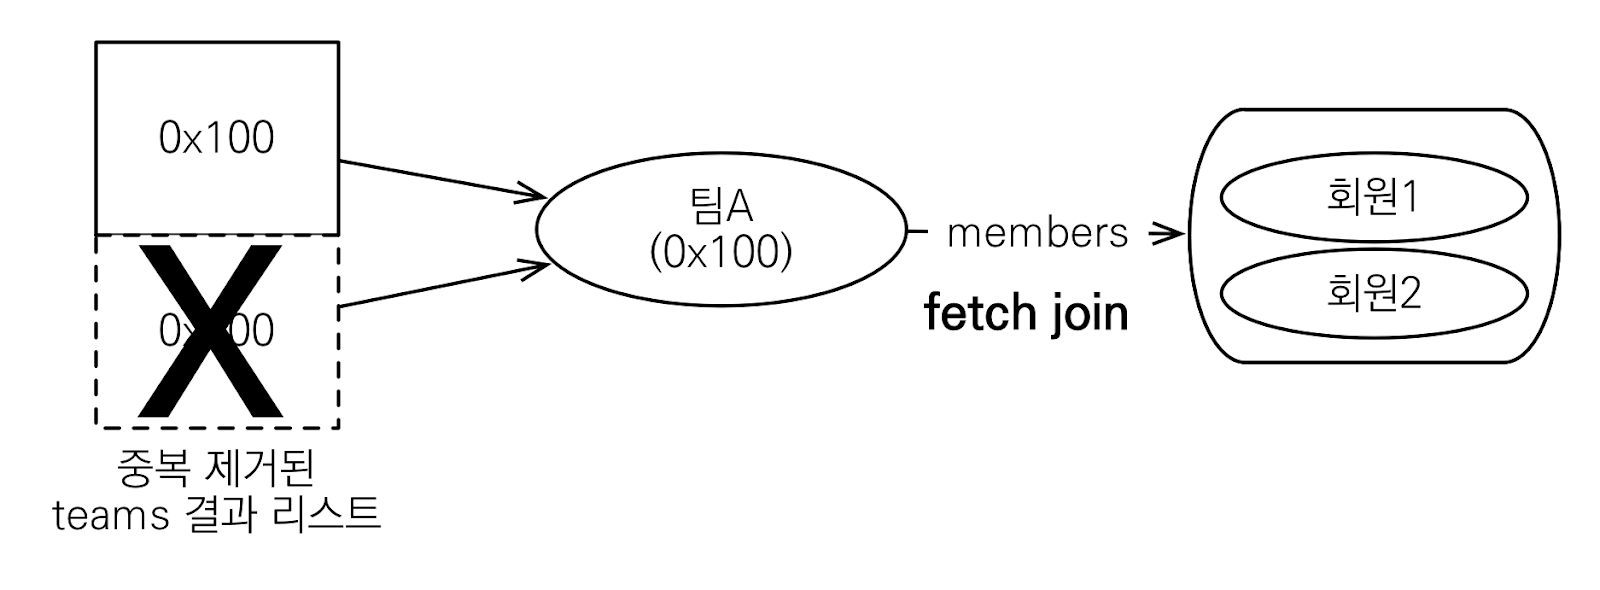 0x100
중복 제거된
teams 결과 리스트
팀A
(0x100)
members
fetch join
회원1
회원2